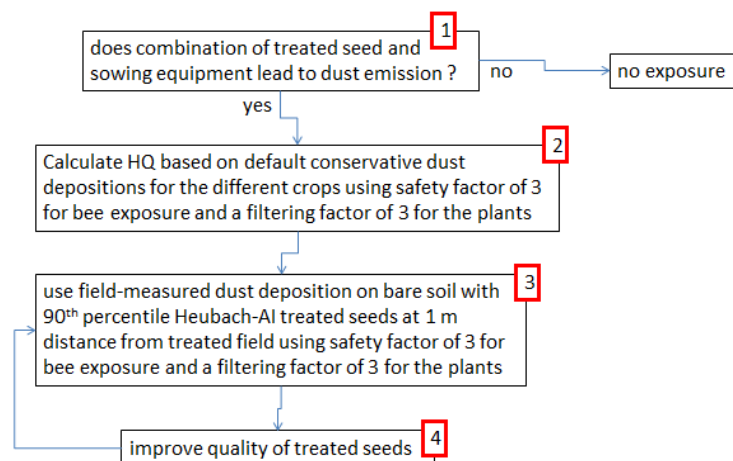 1
does combination of treated seed and
sowing equipment lead to dust emission ?
no
no exposure
yes
2
Calculate HQ based on default conservative dust
depositions for the different crops using safety factor of 3
for bee exposure and a filtering factor of 3 for the plants
3
use field-measured dust deposition on bare soil with
90th percentile Heubach-AI treated seeds at 1 m
distance from treated field using safety factor of 3 for
bee exposure and a filtering factor of 3 for the plants
4
improve quality of treated seeds